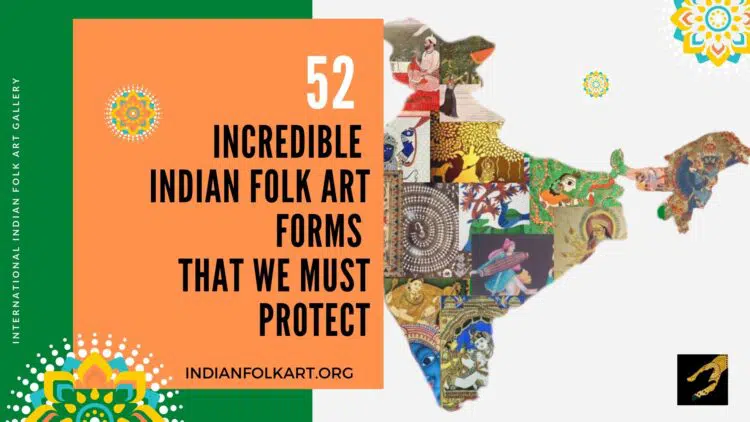 INTERNATIONAL INDIAN FOLK ART GALLERY
52
INCREDIBLE
INDIAN FOLK ART
FORMS
THAT WE MUST
PROTECT
INDIANFOLKART.ORG